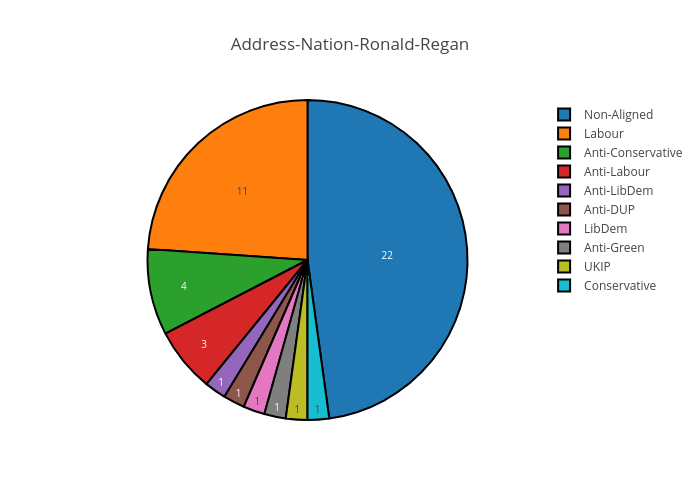 Address-Nation-Ronald-Regan
Non-Aligned
Labour
Anti-Conservative
Anti-Labour
Anti-LibDem
Anti-DUP
LibDem
Anti-Green
UKIP
Conservative
11
22
4
3
1
1
1
1
1
1